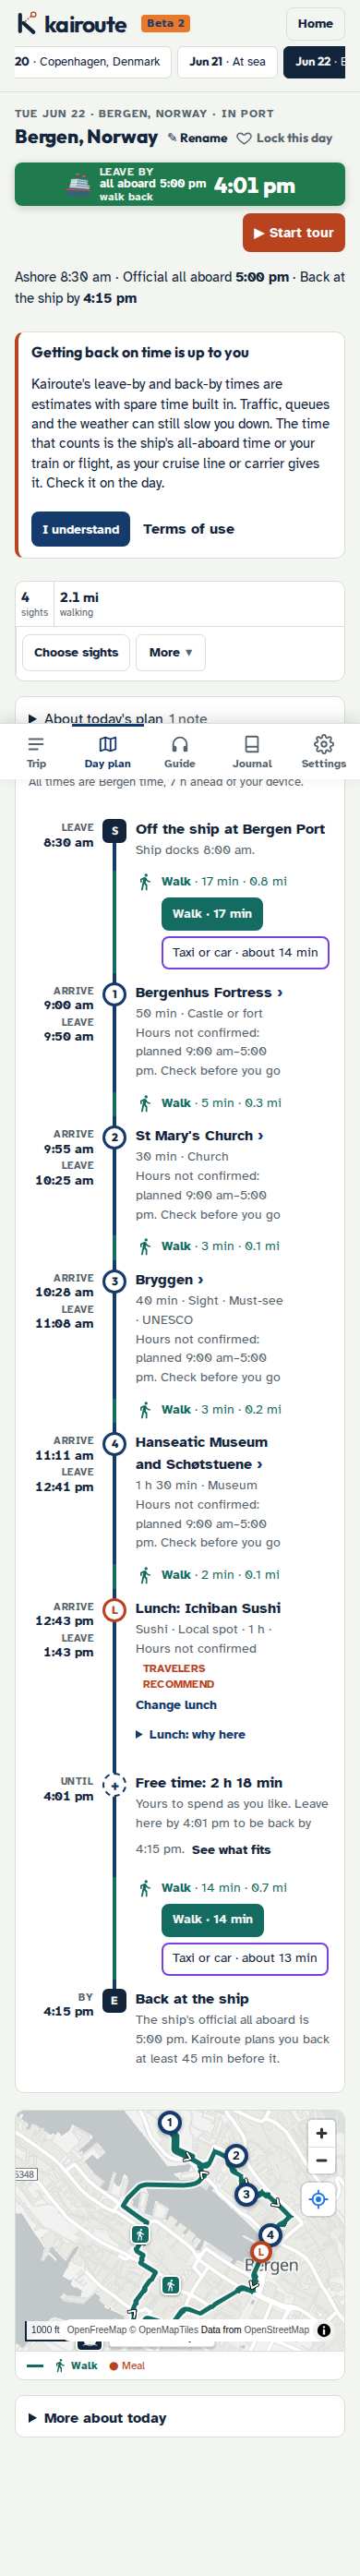 kairoute Beta 2 Home
20 · Copenhagen, Denmark Jun 21 · At sea Jun 22 · B
TUE JUN 22 · BERGEN, NORWAY · IN PORT
Bergen, Norway ✎ Rename ♡ Lock this day
LEAVE BY
all aboard 5:00 pm 4:01 pm
walk back
▶ Start tour
Ashore 8:30 am · Official all aboard 5:00 pm · Back at
the ship by 4:15 pm
Getting back on time is up to you
Kairoute's leave-by and back-by times are
estimates with spare time built in. Traffic, queues
and the weather can still slow you down. The time
that counts is the ship's all-aboard time or your
train or flight, as your cruise line or carrier gives
it. Check it on the day.
I understand Terms of use
4 2.1 mi
sights walking
Choose sights More ▼
▶ About today's plan 1 note
Trip Day plan Guide Journal Settings
All times are Bergen time, 7 h ahead of your device.
LEAVE
8:30 am
S
Off the ship at Bergen Port
Ship docks 8:00 am.
Walk · 17 min · 0.8 mi
Walk · 17 min
Taxi or car · about 14 min
ARRIVE
9:00 am
LEAVE
9:50 am
1
Bergenhus Fortress ›
50 min · Castle or fort
Hours not confirmed:
planned 9:00 am–5:00
pm. Check before you go
Walk · 5 min · 0.3 mi
ARRIVE
9:55 am
LEAVE
10:25 am
2
St Mary's Church ›
30 min · Church
Hours not confirmed:
planned 9:00 am–5:00
pm. Check before you go
Walk · 3 min · 0.1 mi
ARRIVE
10:28 am
LEAVE
11:08 am
3
Bryggen ›
40 min · Sight · Must-see
· UNESCO
Hours not confirmed:
planned 9:00 am–5:00
pm. Check before you go
Walk · 3 min · 0.2 mi
ARRIVE
11:11 am
LEAVE
12:41 pm
4
Hanseatic Museum
and Schøtstuene ›
1 h 30 min · Museum
Hours not confirmed:
planned 9:00 am–5:00
pm. Check before you go
Walk · 2 min · 0.1 mi
ARRIVE
12:43 pm
LEAVE
1:43 pm
L
Lunch: Ichiban Sushi
Sushi · Local spot · 1 h ·
Hours not confirmed
TRAVELERS
RECOMMEND
Change lunch
▶ Lunch: why here
UNTIL
4:01 pm
+
Free time: 2 h 18 min
Yours to spend as you like. Leave
here by 4:01 pm to be back by
4:15 pm. See what fits
Walk · 14 min · 0.7 mi
Walk · 14 min
Taxi or car · about 13 min
BY
4:15 pm
E
Back at the ship
The ship's official all aboard is
5:00 pm. Kairoute plans you back
at least 45 min before it.
1
2
3
4
L
5348
Bergen
+
−
1000 ft OpenFreeMap © OpenMapTiles Data from OpenStreetMap
Walk Meal
▶ More about today